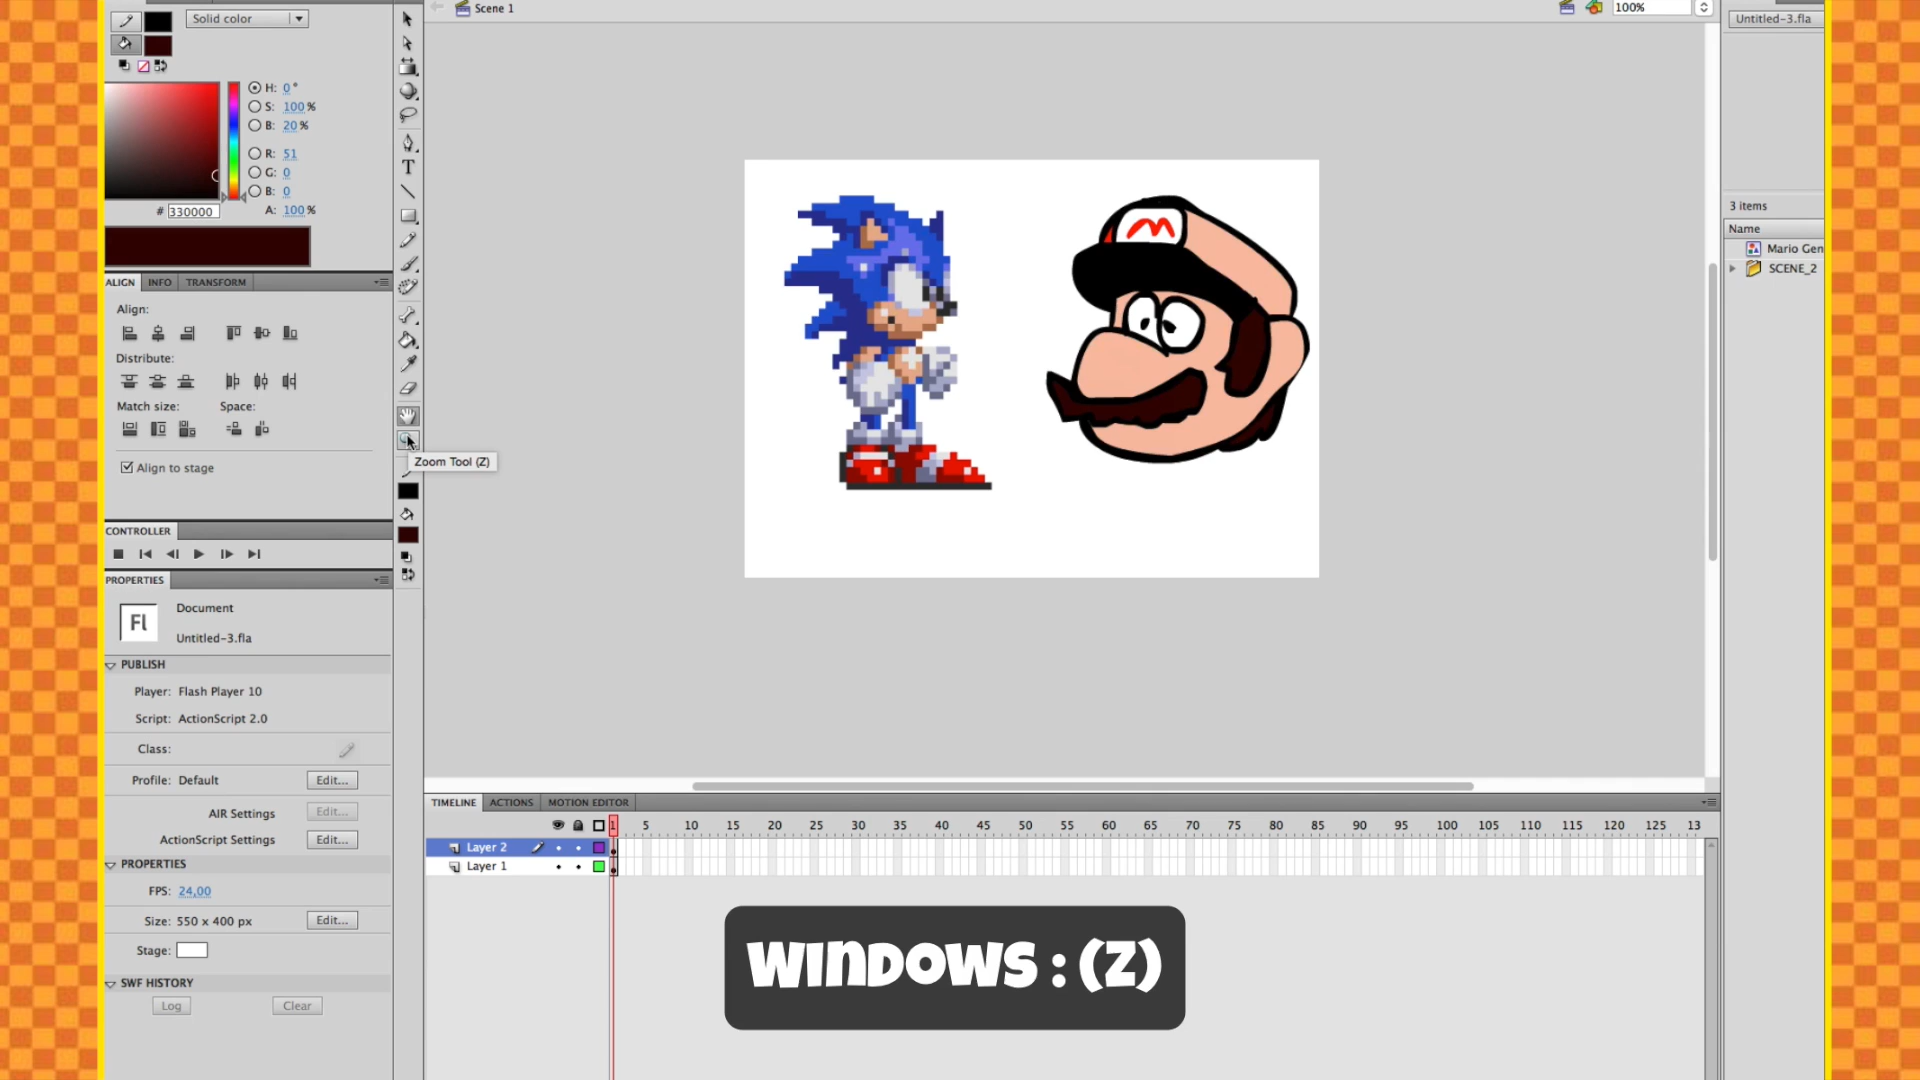 Scene 1
100%
Untitled-3.fla
Solid color
H: 0 °
S: 100 %
B: 20 %
R: 51
G: 0
B: 0
# 330000
A: 100 %
3 items
Name
Mario Gen
SCENE_2
ALIGN INFO TRANSFORM
Align:
Distribute:
Match size: Space:
Align to stage
T
M
Zoom Tool (Z)
CONTROLLER
PROPERTIES
Fl
Document
Untitled-3.fla
PUBLISH
Player: Flash Player 10
Script: ActionScript 2.0
Class:
Profile: Default Edit...
AIR Settings Edit...
ActionScript Settings Edit...
PROPERTIES
FPS: 24,00
Size: 550 x 400 px Edit...
Stage:
SWF HISTORY
Log Clear
TIMELINE ACTIONS MOTION EDITOR
1 5 10 15 20 25 30 35 40 45 50 55 60 65 70 75 80 85 90 95 100 105 110 115 120 125 13
Layer 2
Layer 1
WINDOWS : (Z)